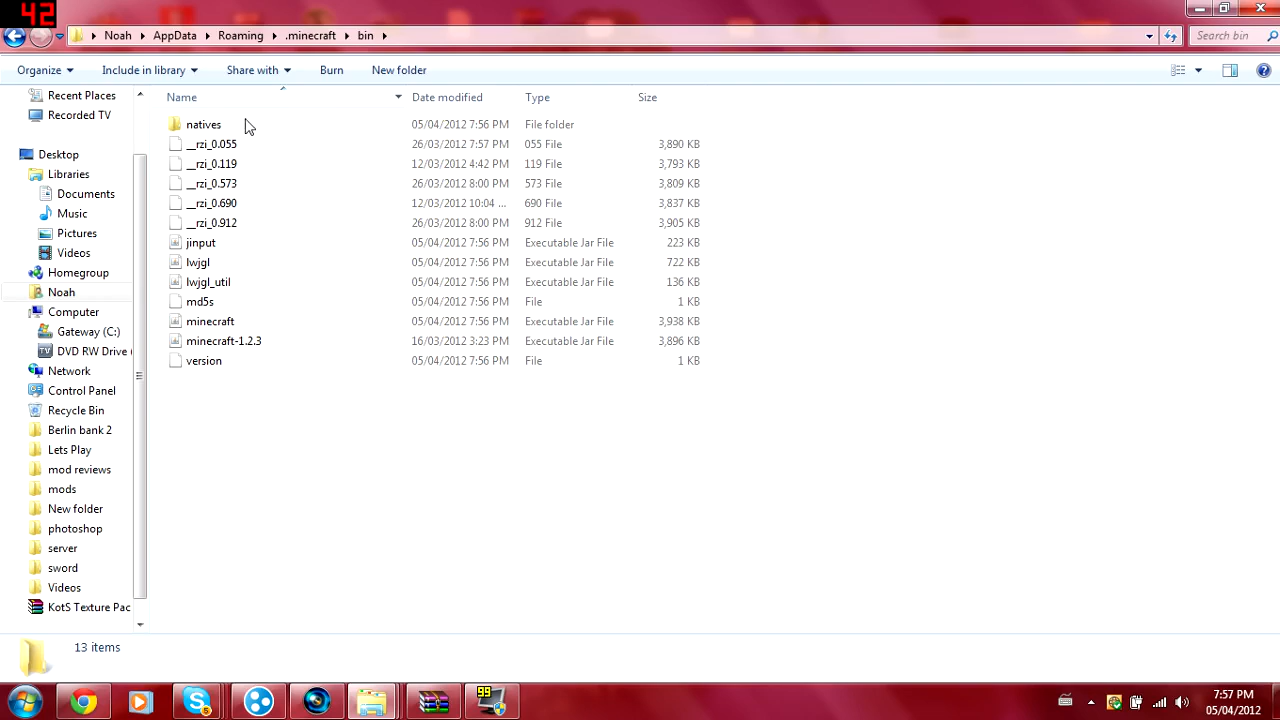 42
Noah AppData Roaming .minecraft bin Search bin
Organize Include in library Share with Burn New folder
Name Date modified Type Size
Recent Places
Recorded TV
Desktop
Libraries
Documents
Music
Pictures
Videos
Homegroup
Noah
Computer
Gateway (C:)
DVD RW Drive (
Network
Control Panel
Recycle Bin
Berlin bank 2
Lets Play
mod reviews
mods
New folder
photoshop
server
sword
Videos
KotS Texture Pac
natives 05/04/2012 7:56 PM File folder
__rzi_0.055 26/03/2012 7:57 PM 055 File 3,890 KB
__rzi_0.119 12/03/2012 4:42 PM 119 File 3,793 KB
__rzi_0.573 26/03/2012 8:00 PM 573 File 3,809 KB
__rzi_0.690 12/03/2012 10:04 ... 690 File 3,837 KB
__rzi_0.912 26/03/2012 8:00 PM 912 File 3,905 KB
jinput 05/04/2012 7:56 PM Executable Jar File 223 KB
lwjgl 05/04/2012 7:56 PM Executable Jar File 722 KB
lwjgl_util 05/04/2012 7:56 PM Executable Jar File 136 KB
md5s 05/04/2012 7:56 PM File 1 KB
minecraft 05/04/2012 7:56 PM Executable Jar File 3,938 KB
minecraft-1.2.3 16/03/2012 3:23 PM Executable Jar File 3,896 KB
version 05/04/2012 7:56 PM File 1 KB
13 items
5
99
7:57 PM
05/04/2012